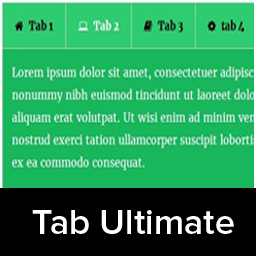 Tab 1 Tab 2 Tab 3 tab 4
Lorem ipsum dolor sit amet, consectetuer adipisc
nonummy nibh euismod tincidunt ut laoreet dolo
aliquam erat volutpat. Ut wisi enim ad minim ven
nostrud exerci tation ullamcorper suscipit lobortis
ex ea commodo consequat.
Tab Ultimate